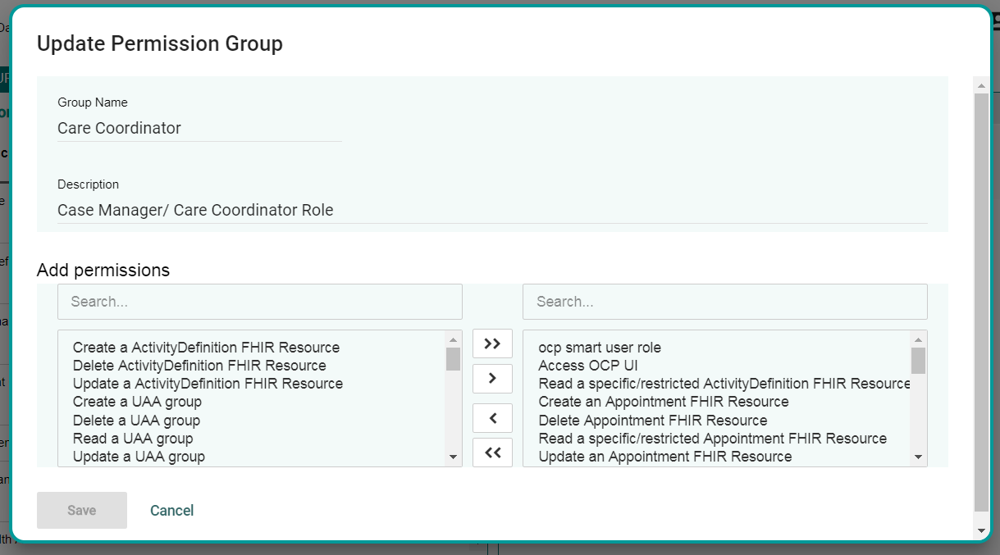 Update Permission Group
Group Name
Care Coordinator
Description
Case Manager/ Care Coordinator Role
Add permissions
Search...
Search...
Create a ActivityDefinition FHIR Resource
Delete ActivityDefinition FHIR Resource
Update a ActivityDefinition FHIR Resource
Create a UAA group
Delete a UAA group
Read a UAA group
Update a UAA group
>>
>
<
<<
ocp smart user role
Access OCP UI
Read a specific/restricted ActivityDefinition FHIR Resource
Create an Appointment FHIR Resource
Delete Appointment FHIR Resource
Read a specific/restricted Appointment FHIR Resource
Update an Appointment FHIR Resource
Save
Cancel